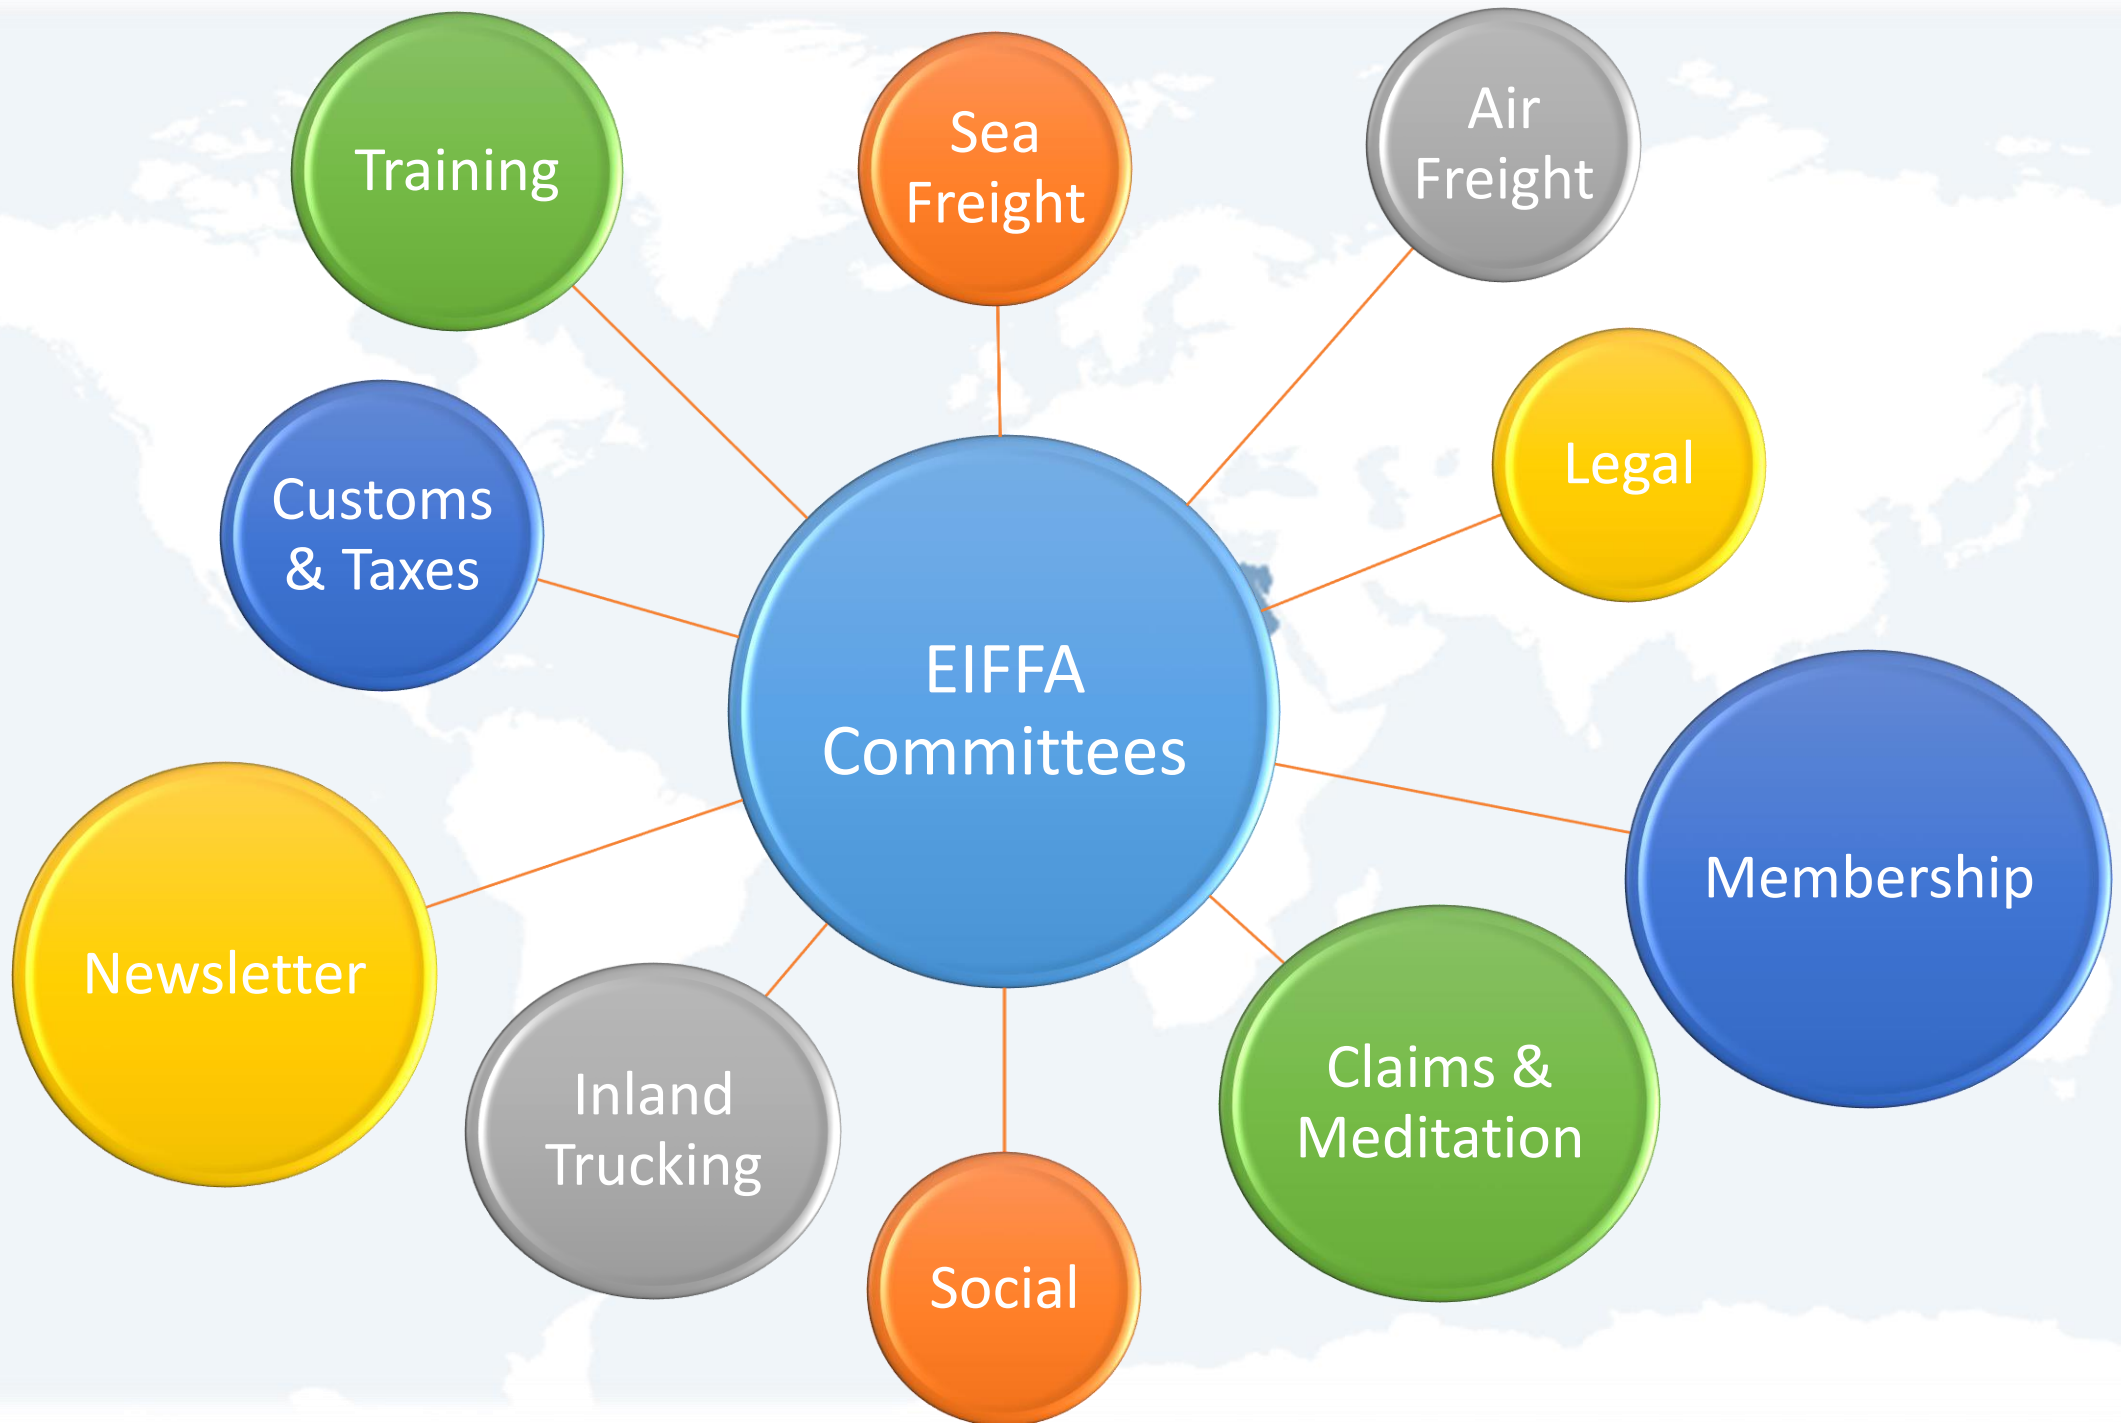 Training
Sea
Freight
Air
Freight
Customs
& Taxes
Legal
EIFFA
Committees
Membership
Newsletter
Inland
Trucking
Claims &
Meditation
Social